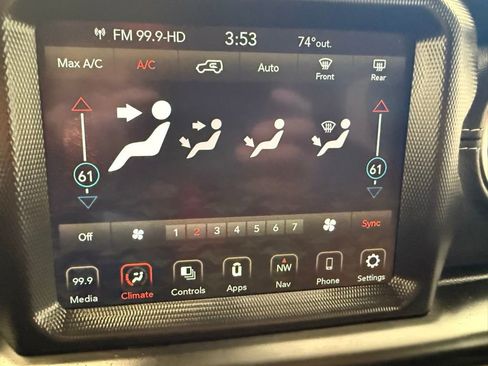 FM 99.9-HD 3:53 74°out.
Max A/C A/C Auto Front Rear
61 61
Off 1 2 3 4 5 6 7 Sync
99.9 NW
Media Climate Controls Apps Nav Phone Settings